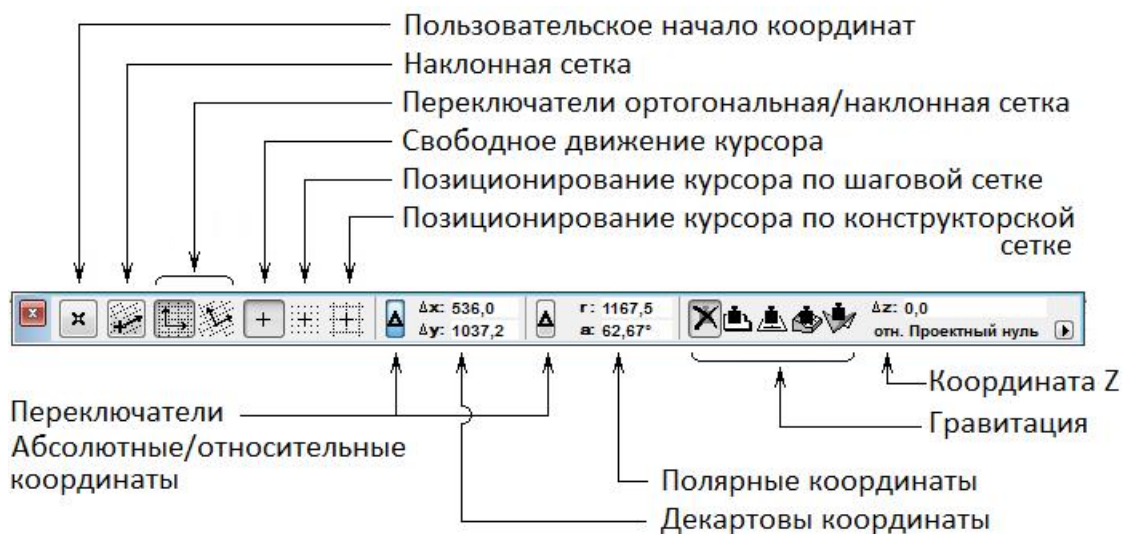 Пользовательское начало координат
Наклонная сетка
Переключатели ортогональная/наклонная сетка
Свободное движение курсора
Позиционирование курсора по шаговой сетке
Позиционирование курсора по конструкторской
сетке
Δx: 536,0
Δy: 1037,2
r: 1167,5
a: 62,67°
Δz: 0,0
отн. Проектный нуль
Переключатели
Абсолютные/относительные
координаты
Координата Z
Гравитация
Полярные координаты
Декартовы координаты